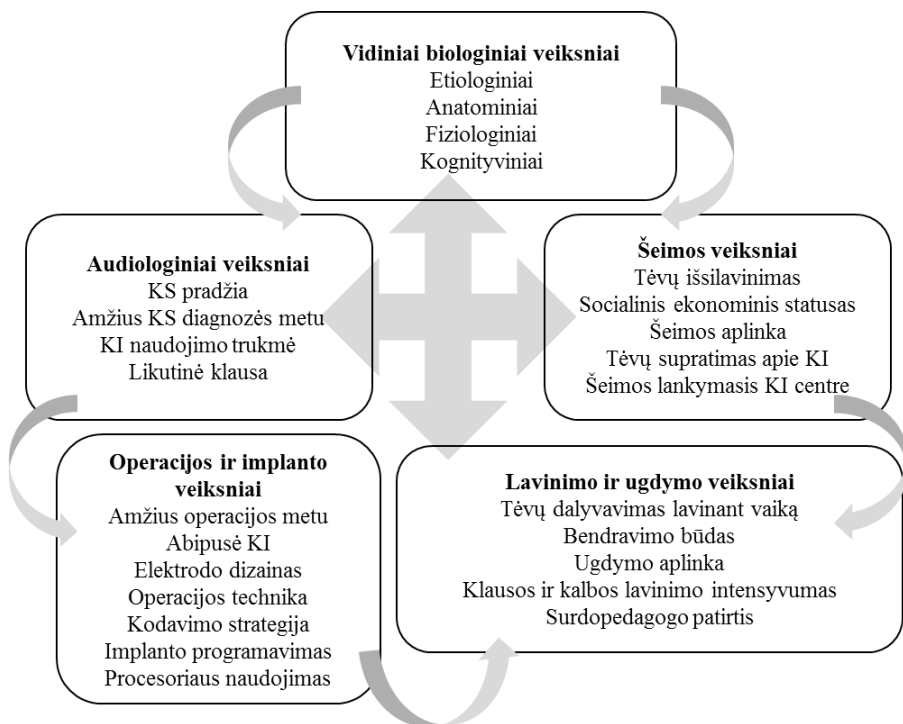 Vidiniai biologiniai veiksniai
Etiologiniai
Anatominiai
Fiziologiniai
Kognityviniai
Audiologiniai veiksniai
KS pradžia
Amžius KS diagnozės metu
KI naudojimo trukmė
Likutinė klausa
Šeimos veiksniai
Tėvų išsilavinimas
Socialinis ekonominis statusas
Šeimos aplinka
Tėvų supratimas apie KI
Šeimos lankymasis KI centre
Operacijos ir implanto
veiksniai
Amžius operacijos metu
Abipusė KI
Elektrodo dizainas
Operacijos technika
Kodavimo strategija
Implanto programavimas
Procesoriaus naudojimas
Lavinimo ir ugdymo veiksniai
Tėvų dalyvavimas lavinant vaiką
Bendravimo būdas
Ugdymo aplinka
Klausos ir kalbos lavinimo intensyvumas
Surdopedagogo patirtis